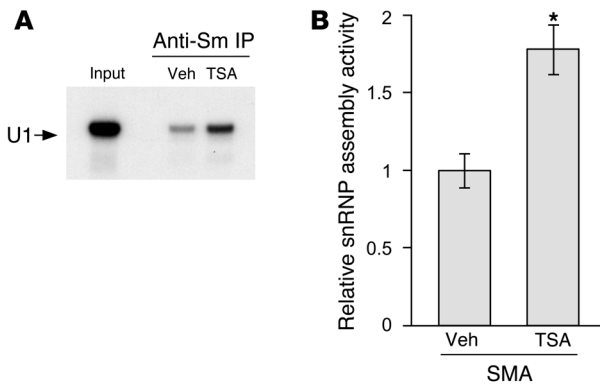 A
Anti-Sm IP
Input
Veh
TSA
U1
B
Relative snRNP assembly activity
2
1.5
1
0.5
0
*
Veh
TSA
SMA